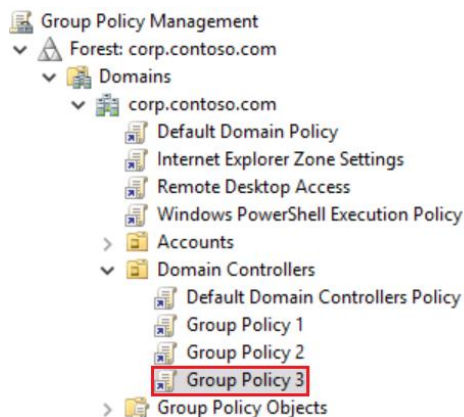 Group Policy Management
Forest: corp.contoso.com
Domains
corp.contoso.com
Default Domain Policy
Internet Explorer Zone Settings
Remote Desktop Access
Windows PowerShell Execution Policy
Accounts
Domain Controllers
Default Domain Controllers Policy
Group Policy 1
Group Policy 2
Group Policy 3
Group Policy Objects